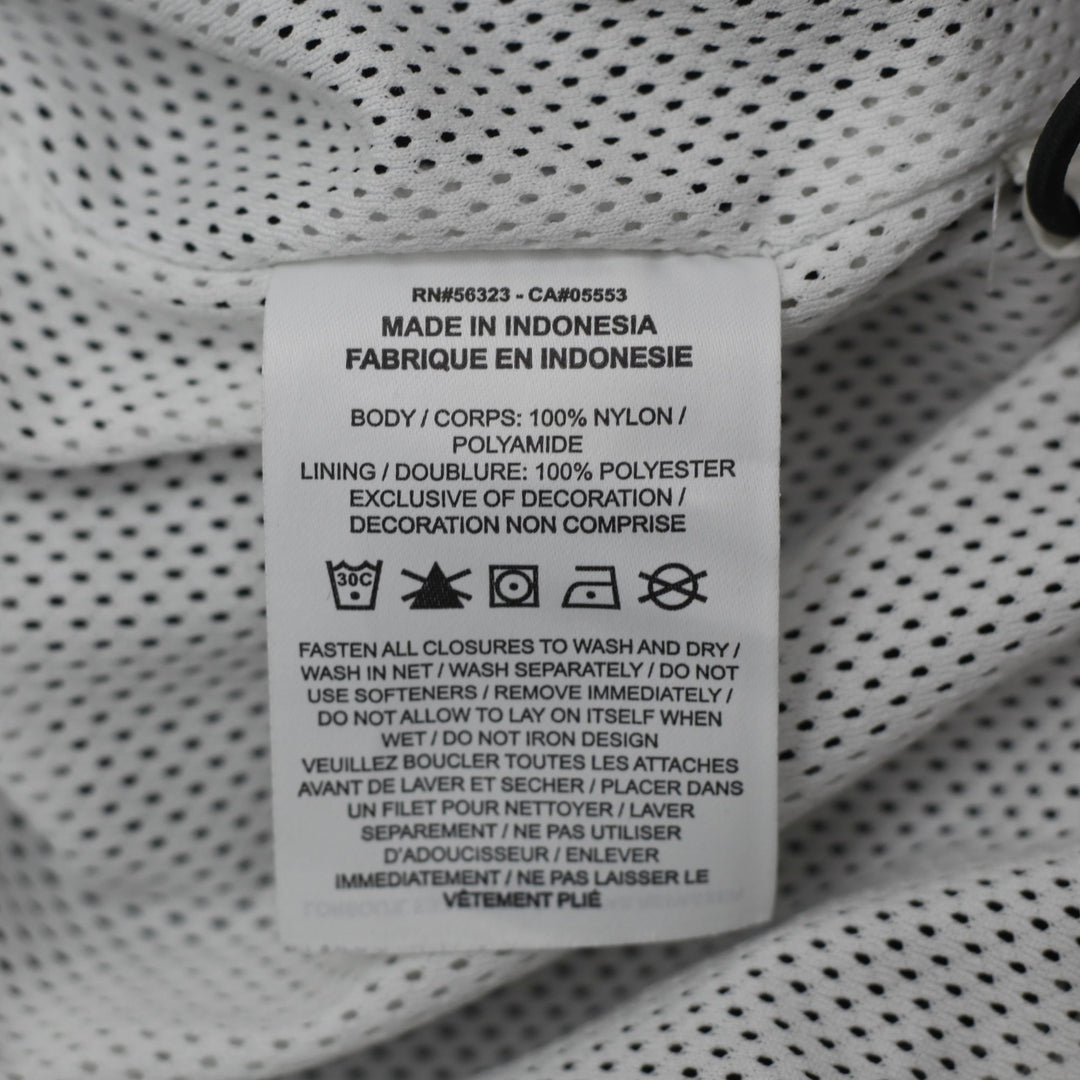 RN#56323 - CA#05553
MADE IN INDONESIA
FABRIQUE EN INDONESIE
BODY / CORPS: 100% NYLON /
POLYAMIDE
LINING / DOUBLURE: 100% POLYESTER
EXCLUSIVE OF DECORATION /
DECORATION NON COMPRISE
30C
FASTEN ALL CLOSURES TO WASH AND DRY /
WASH IN NET / WASH SEPARATELY / DO NOT
USE SOFTENERS / REMOVE IMMEDIATELY /
DO NOT ALLOW TO LAY ON ITSELF WHEN
WET / DO NOT IRON DESIGN
VEUILLEZ BOUCLER TOUTES LES ATTACHES
AVANT DE LAVER ET SECHER / PLACER DANS
UN FILET POUR NETTOYER / LAVER
SEPAREMENT / NE PAS UTILISER
D'ADOUCISSEUR / ENLEVER
IMMEDIATEMENT / NE PAS LAISSER LE
VÊTEMENT PLIÉ